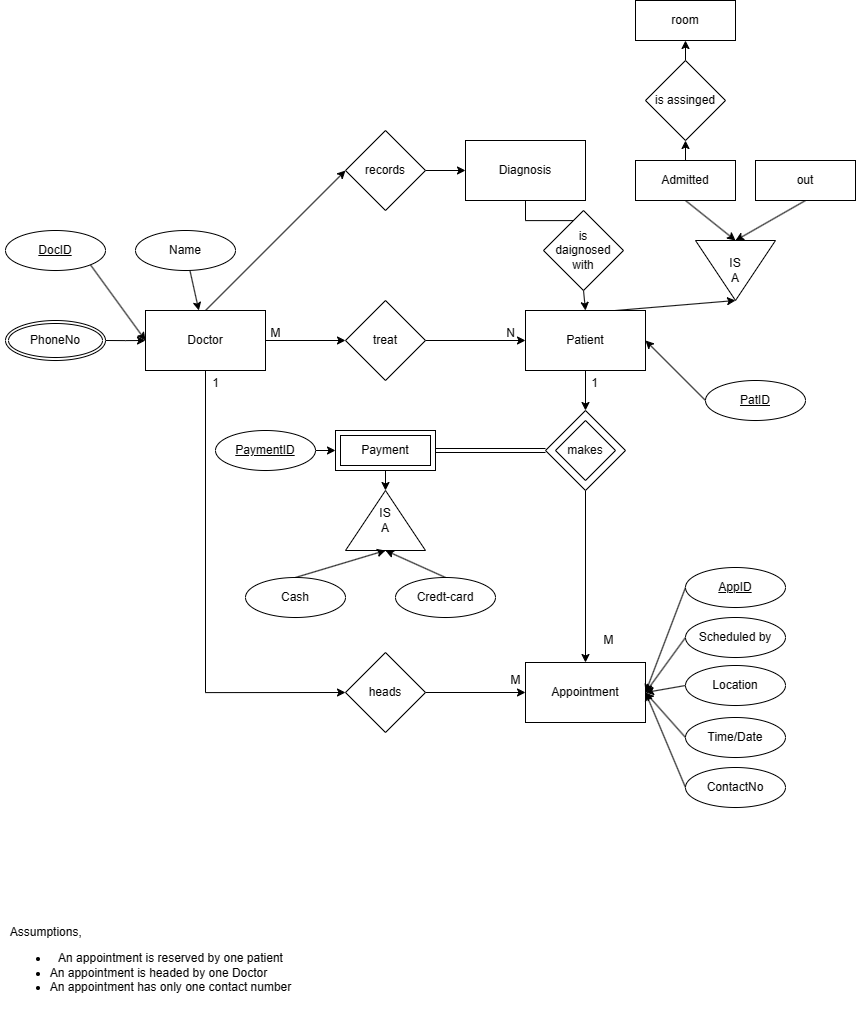 room
is assinged
Admitted
out
records
Diagnosis
is
daignosed
with
IS
A
DocID
Name
PhoneNo
Doctor
M
treat
N
Patient
1
1
PatID
PaymentID
Payment
makes
IS
A
Cash
Credt-card
AppID
Scheduled by
M
Location
heads
M
Appointment
Time/Date
ContactNo
Assumptions,
• An appointment is reserved by one patient
• An appointment is headed by one Doctor
• An appointment has only one contact number